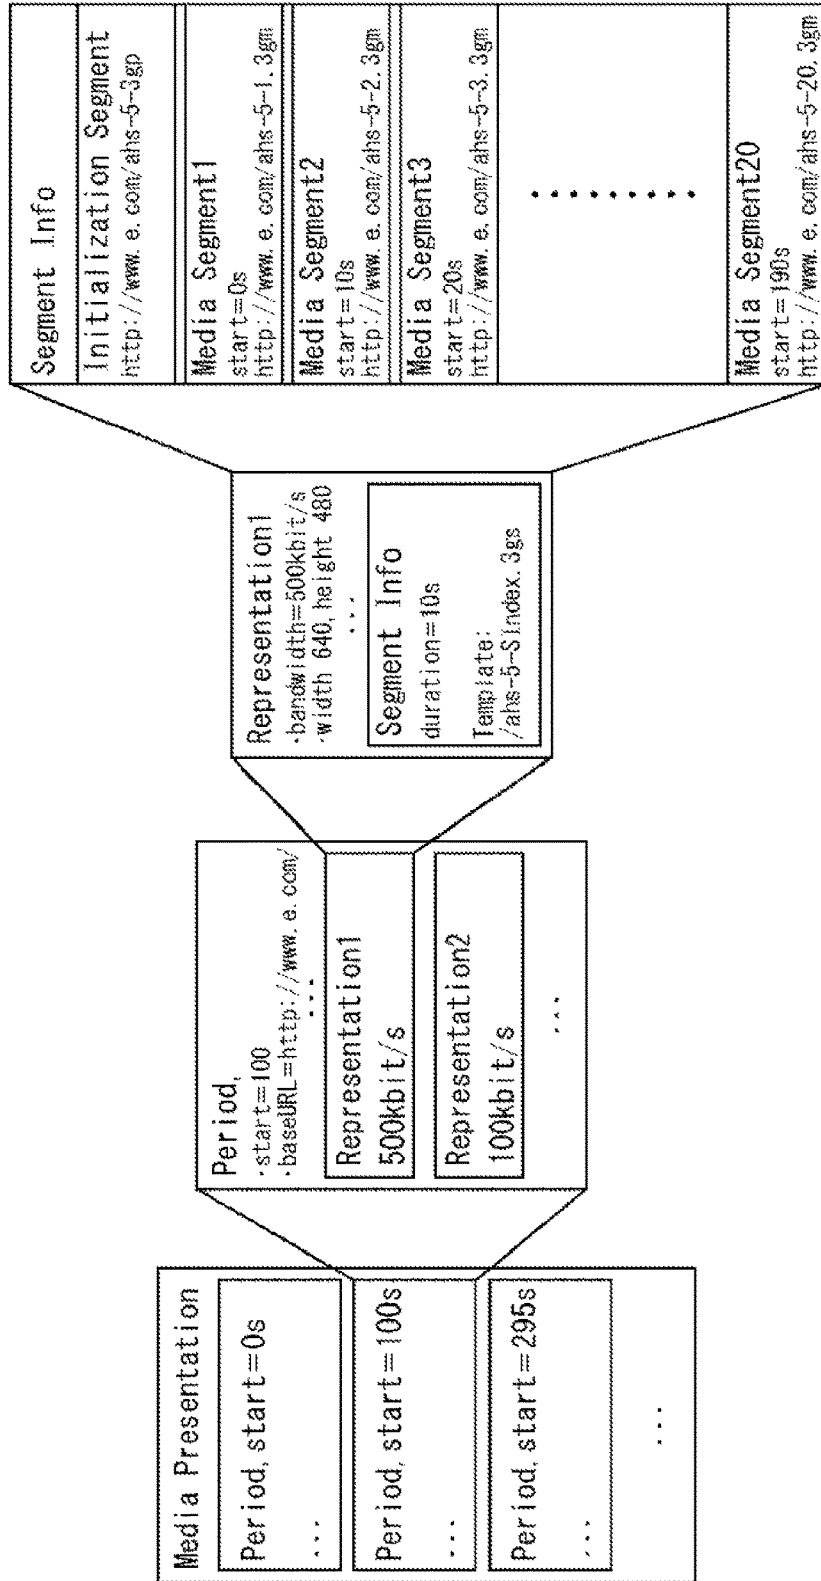 Media Presentation
Period, start=0s
...
Period, start=100s
...
Period, start=295s
...
...
Period,
·start=100
·baseURL=http://www.e.com/
...
Representation1
500kbit/s
Representation2
100kbit/s
...
Representation1
·bandwidth=500kbit/s
·width 640, height 480
...
Segment Info
duration=10s
Template:
/ahs-5-SIndex.3gs
Segment Info
Initialization Segment
http://www.e.com/ahs-5-3gp
Media Segment1
start=0s
http://www.e.com/ahs-5-1.3gm
Media Segment2
start=10s
http://www.e.com/ahs-5-2.3gm
Media Segment3
start=20s
http://www.e.com/ahs-5-3.3gm
.........
Media Segment20
start=190s
http://www.e.com/ahs-5-20.3gm